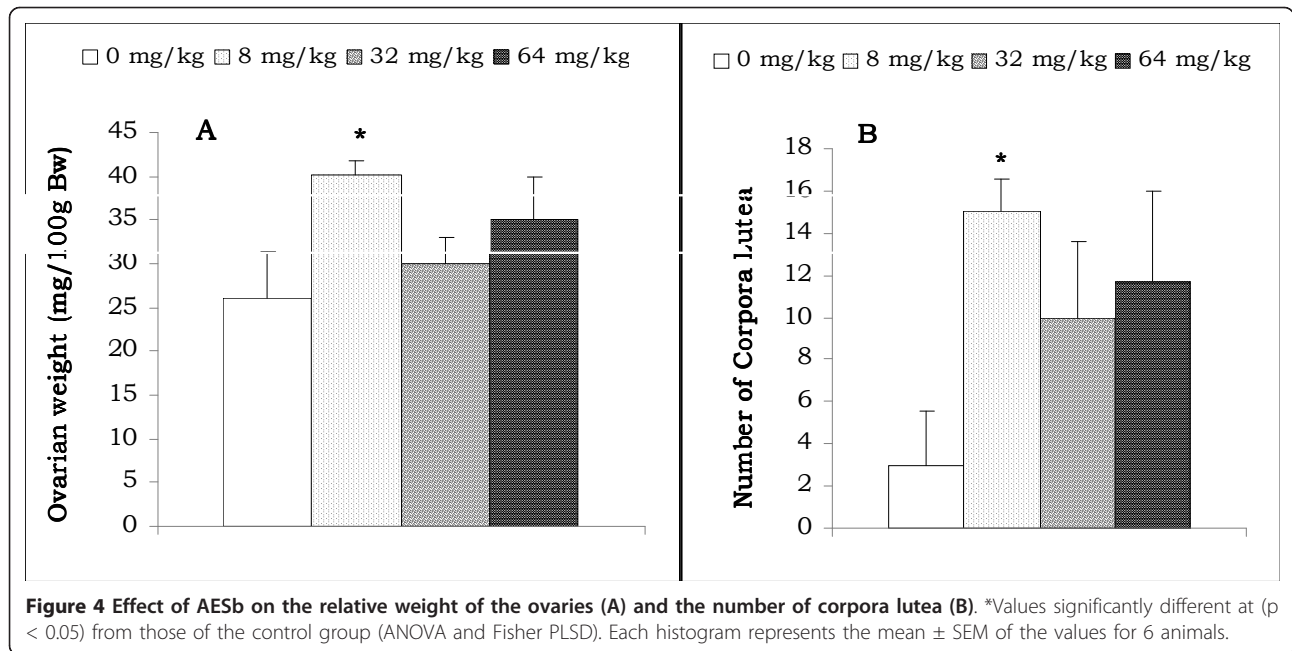 0 mg/kg 8 mg/kg 32 mg/kg 64 mg/kg
A
*
Ovarian weight (mg/100g Bw)
45
40
35
30
25
20
15
10
5
0
0 mg/kg 8 mg/kg 32 mg/kg 64 mg/kg
B
*
Number of Corpora Lutea
18
16
14
12
10
8
6
4
2
0
Figure 4 Effect of AESb on the relative weight of the ovaries (A) and the number of corpora lutea (B). *Values significantly different at (p
< 0.05) from those of the control group (ANOVA and Fisher PLSD). Each histogram represents the mean ± SEM of the values for 6 animals.